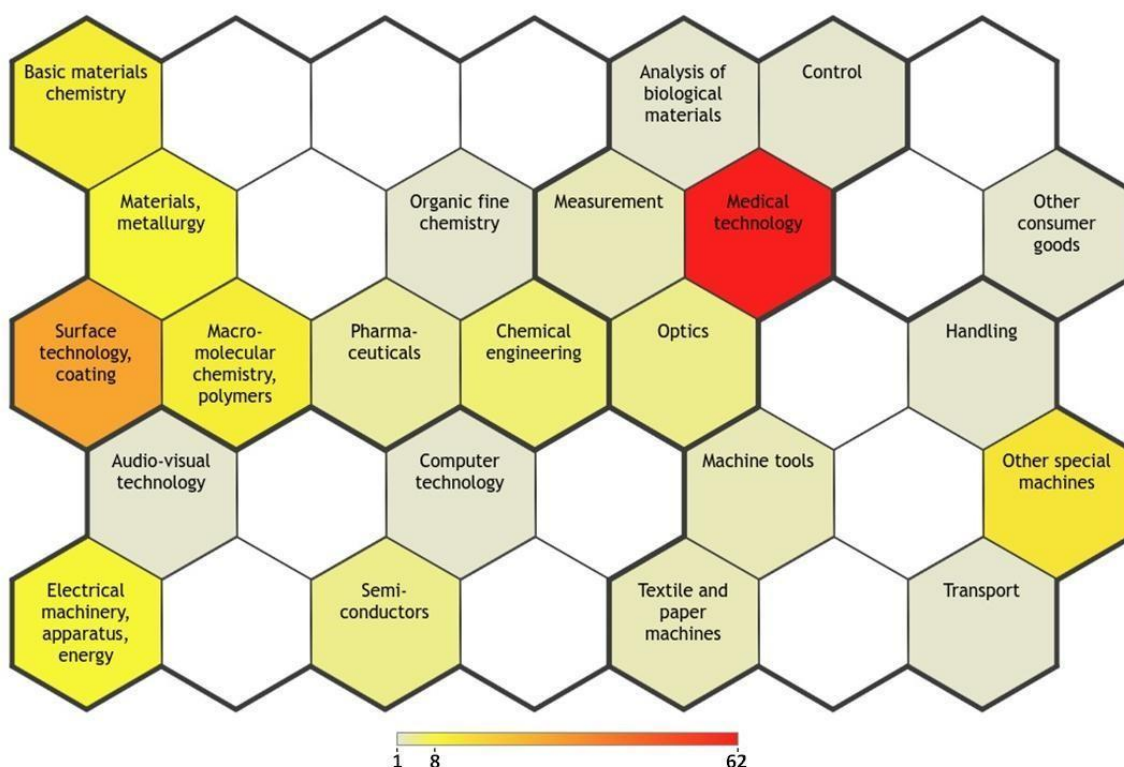 Basic materials
chemistry
Analysis of
biological
materials
Control
Materials,
metallurgy
Organic fine
chemistry
Measurement
Medical
technology
Other
consumer
goods
Surface
technology,
coating
Macro-
molecular
chemistry,
polymers
Pharma-
ceuticals
Chemical
engineering
Optics
Handling
Audio-visual
technology
Computer
technology
Machine tools
Other special
machines
Electrical
machinery,
apparatus,
energy
Semi-
conductors
Textile and
paper
machines
Transport
1 8 62